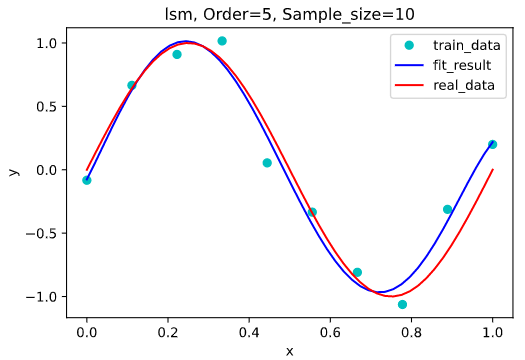 lsm, Order=5, Sample_size=10
train_data
fit_result
real_data
1.0
0.5
0.0
−0.5
−1.0
y
0.0 0.2 0.4 0.6 0.8 1.0
x